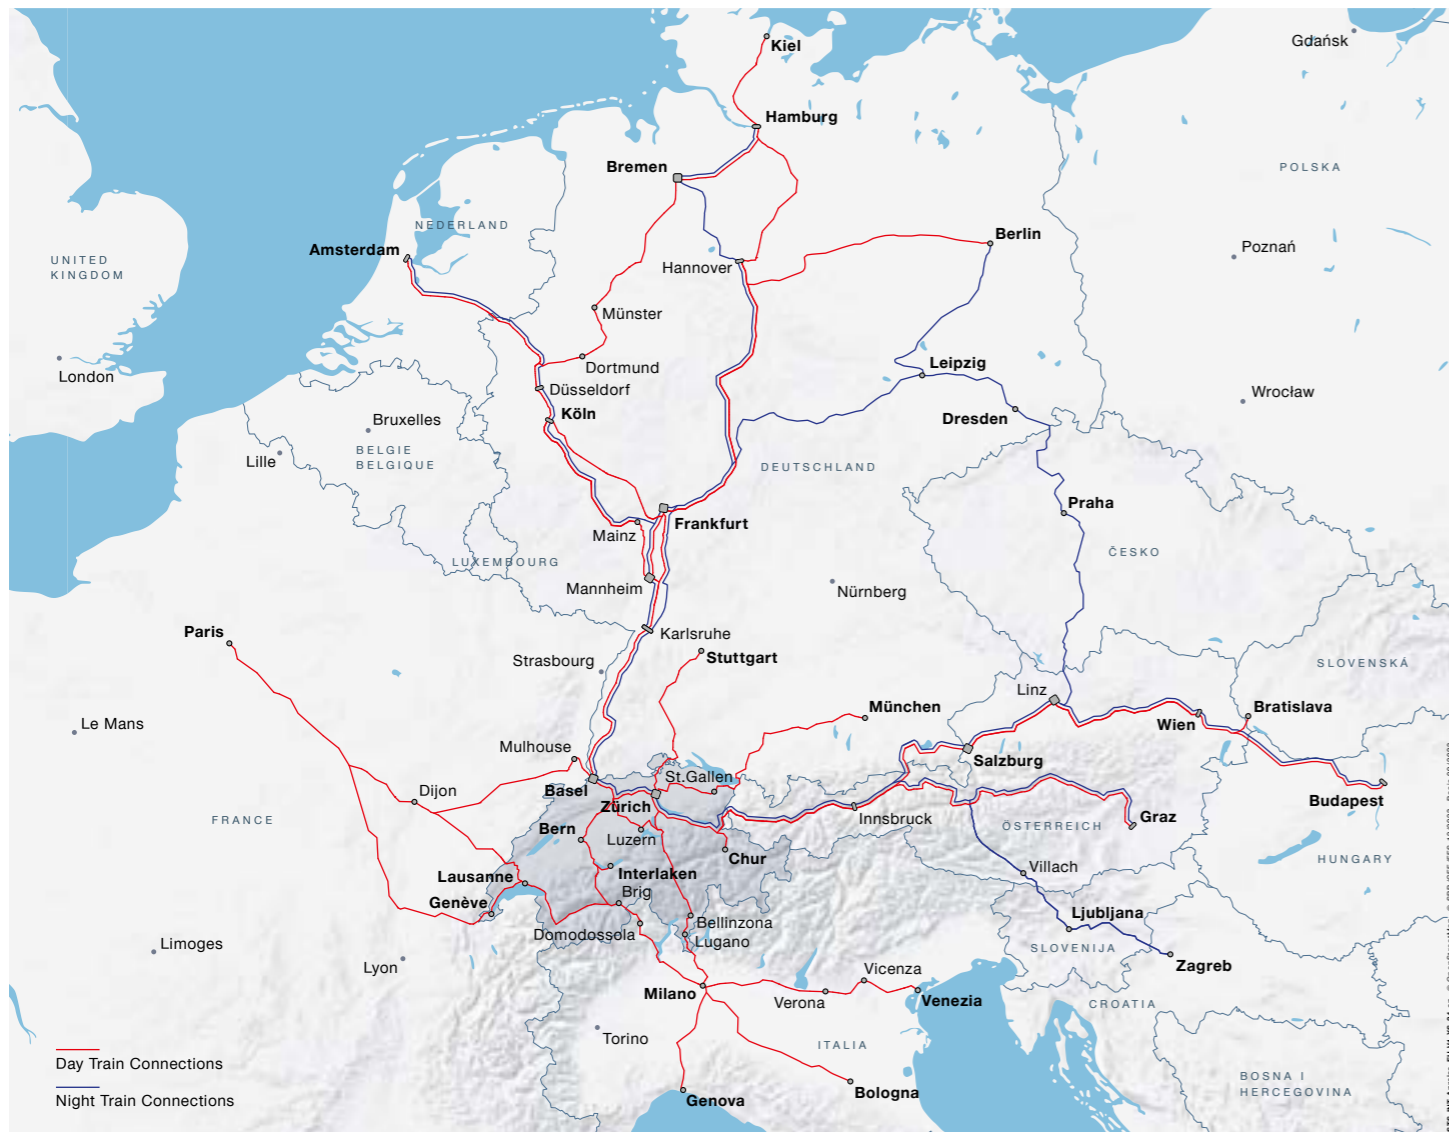 Kiel
Gdańsk
Hamburg
Bremen
POLSKA
NEDERLAND
Amsterdam
Berlin
UNITED
KINGDOM
Hannover
Poznań
Münster
London
Dortmund
Leipzig
Düsseldorf
Wrocław
Köln
Bruxelles
Dresden
BELGIE
BELGIQUE
Lille
DEUTSCHLAND
Praha
Frankfurt
Mainz
ČESKO
LUXEMBOURG
Mannheim
Nürnberg
Paris
Karlsruhe
Stuttgart
Strasbourg
SLOVENSKÁ
Linz
München
Bratislava
Le Mans
Wien
Mulhouse
Salzburg
St.Gallen
Basel
Dijon
Zürich
Budapest
Innsbruck
FRANCE
Bern
Luzern
Graz
ÖSTERREICH
Chur
HUNGARY
Villach
Lausanne
Interlaken
Brig
Genève
Ljubljana
Bellinzona
Domodossola
Lugano
Limoges
SLOVENIJA
Lyon
Zagreb
Vicenza
Milano
Verona
Venezia
CROATIA
Torino
ITALIA
Day Train Connections
BOSNA I
HERCEGOVINA
Bologna
Night Train Connections
Genova